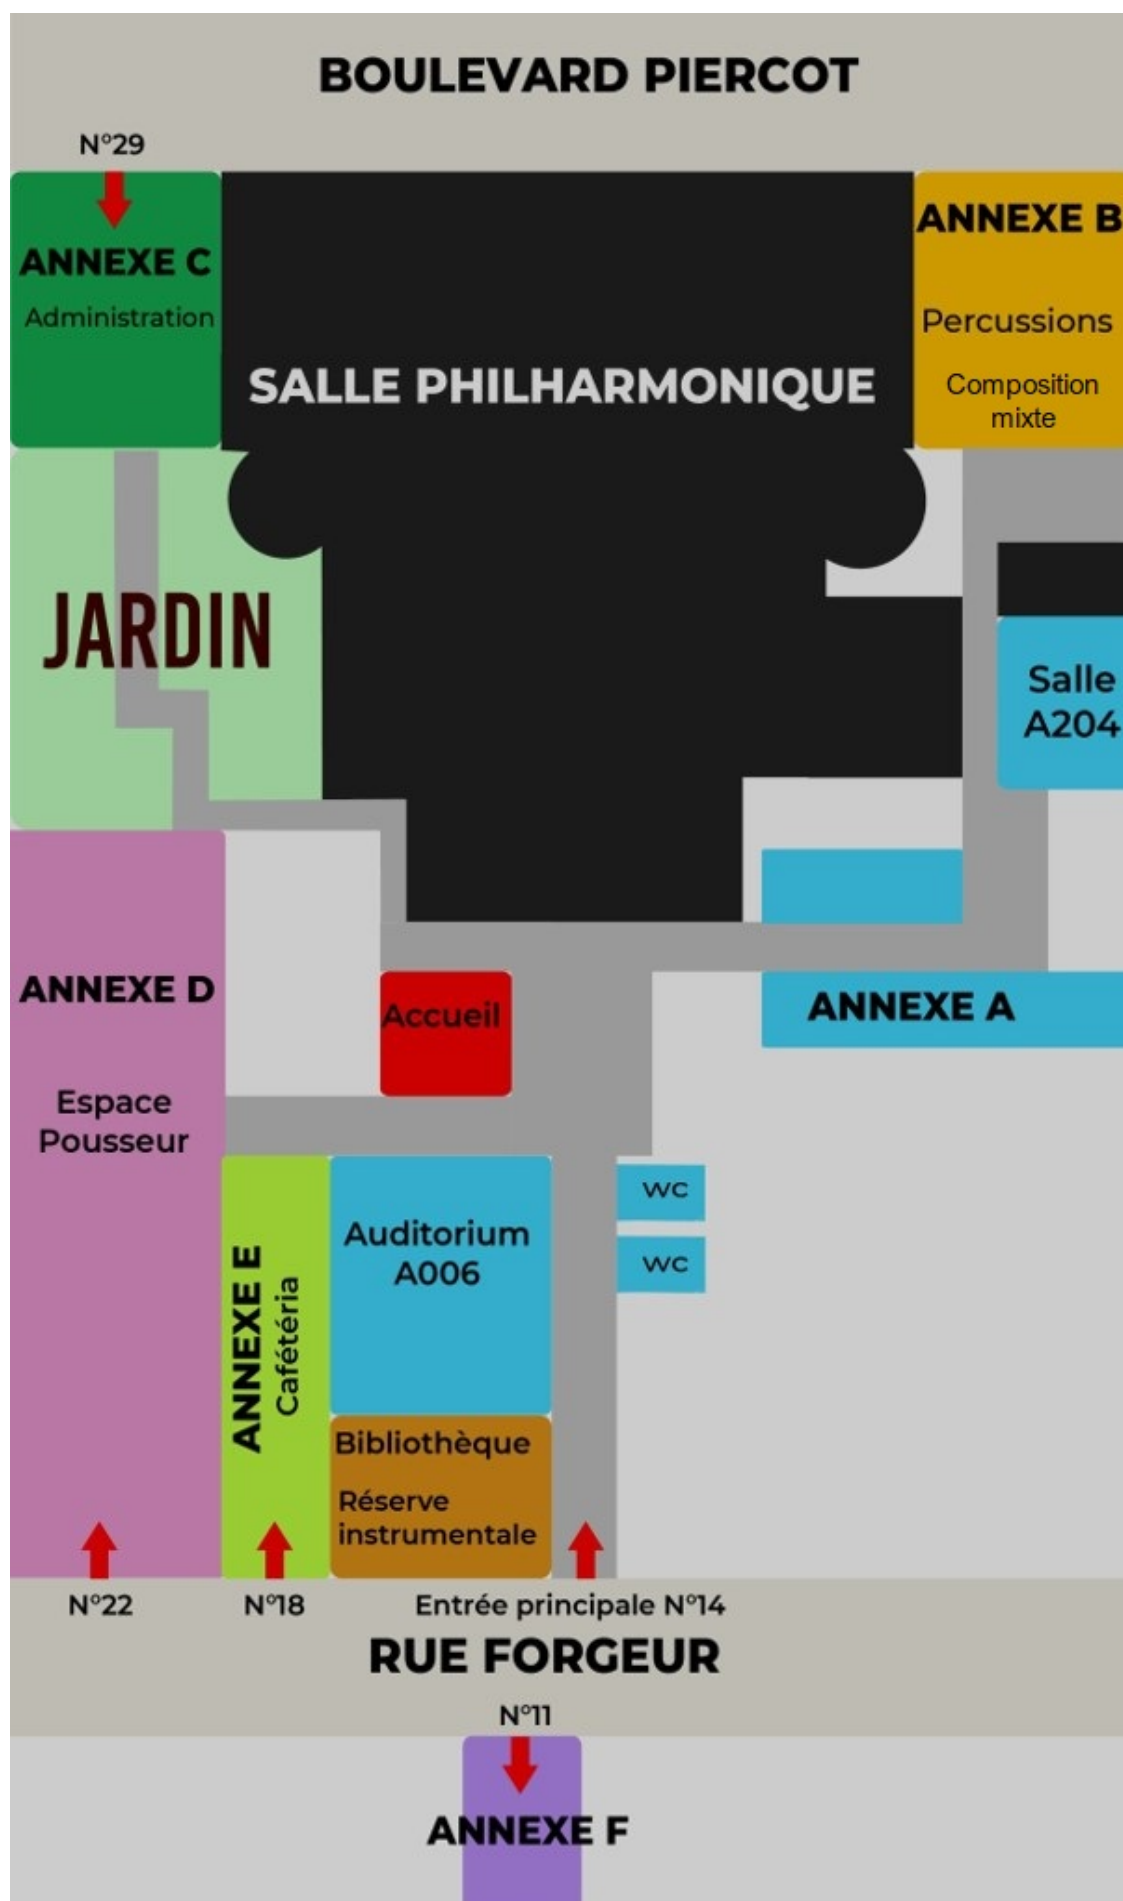 BOULEVARD PIERCOT
N°29
ANNEXE C
Administration
SALLE PHILHARMONIQUE
ANNEXE B
Percussions
Composition
mixte
JARDIN
Salle
A204
ANNEXE D
Espace
Pousseur
Accueil
ANNEXE A
ANNEXE E
Cafétéria
Auditorium
A006
WC
WC
Bibliothèque
Réserve
instrumentale
N°22
N°18
Entrée principale N°14
RUE FORGEUR
N°11
ANNEXE F